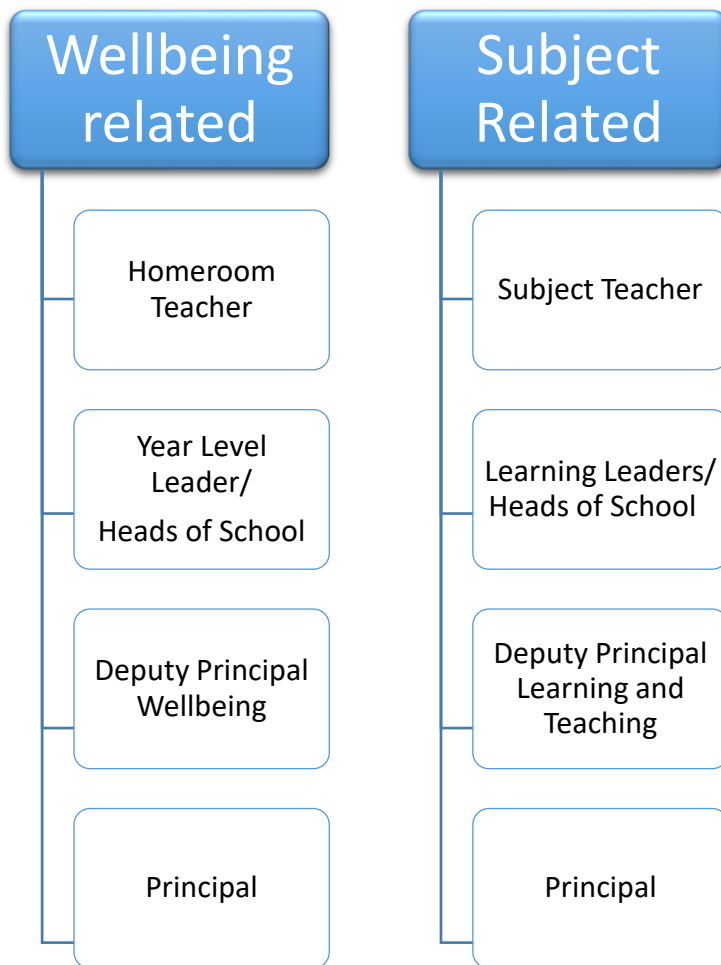 Wellbeing
related
Homeroom
Teacher
Year Level
Leader/
Heads of School
Deputy Principal
Wellbeing
Principal
Subject
Related
Subject Teacher
Learning Leaders/
Heads of School
Deputy Principal
Learning and
Teaching
Principal